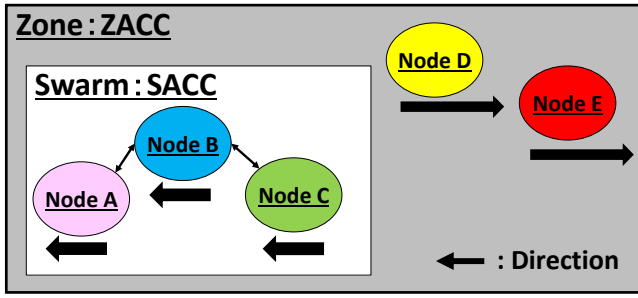 Zone : ZACC
Swarm : SACC
Node A
Node B
Node C
Node D
Node E
: Direction